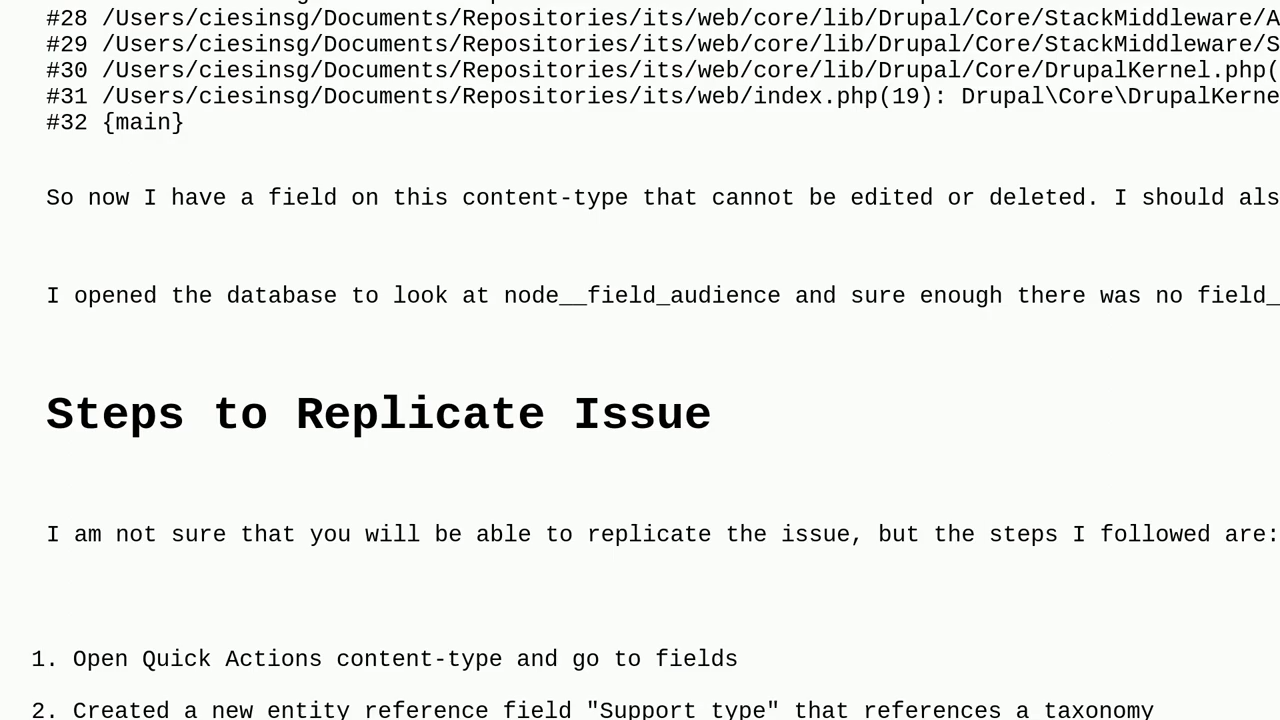 #28 /Users/ciesinsg/Documents/Repositories/its/web/core/lib/Drupal/Core/StackMiddleware/A
#29 /Users/ciesinsg/Documents/Repositories/its/web/core/lib/Drupal/Core/StackMiddleware/S
#30 /Users/ciesinsg/Documents/Repositories/its/web/core/lib/Drupal/Core/DrupalKernel.php(
#31 /Users/ciesinsg/Documents/Repositories/its/web/index.php(19): Drupal\Core\DrupalKerne
#32 {main}
So now I have a field on this content-type that cannot be edited or deleted. I should als
I opened the database to look at node__field_audience and sure enough there was no field_
Steps to Replicate Issue
I am not sure that you will be able to replicate the issue, but the steps I followed are:
1. Open Quick Actions content-type and go to fields
2. Created a new entity reference field "Support type" that references a taxonomy